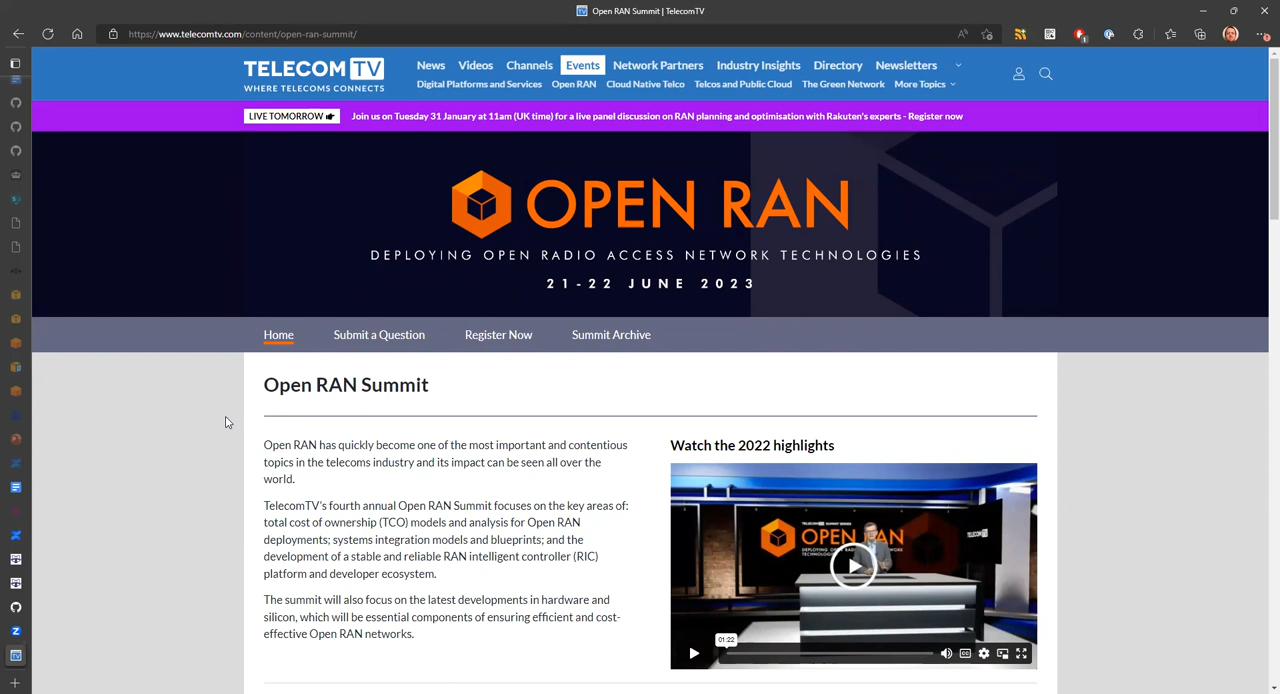 Open RAN Summit | TelecomTV
https://www.telecomtv.com/content/open-ran-summit/
TELECOM TV
WHERE TELECOMS CONNECTS
News Videos Channels Events Network Partners Industry Insights Directory Newsletters
Digital Platforms and Services Open RAN Cloud Native Telco Telcos and Public Cloud The Green Network More Topics
LIVE TOMORROW Join us on Tuesday 31 January at 11am (UK time) for a live panel discussion on RAN planning and optimisation with Rakuten's experts - Register now
OPEN RAN
DEPLOYING OPEN RADIO ACCESS NETWORK TECHNOLOGIES
21-22 JUNE 2023
Home Submit a Question Register Now Summit Archive
Open RAN Summit
Open RAN has quickly become one of the most important and contentious
topics in the telecoms industry and its impact can be seen all over the
world.
TelecomTV's fourth annual Open RAN Summit focuses on the key areas of:
total cost of ownership (TCO) models and analysis for Open RAN
deployments; systems integration models and blueprints; and the
development of a stable and reliable RAN intelligent controller (RIC)
platform and developer ecosystem.
The summit will also focus on the latest developments in hardware and
silicon, which will be essential components of ensuring efficient and cost-
effective Open RAN networks.
Watch the 2022 highlights
OPEN RAN
01:22